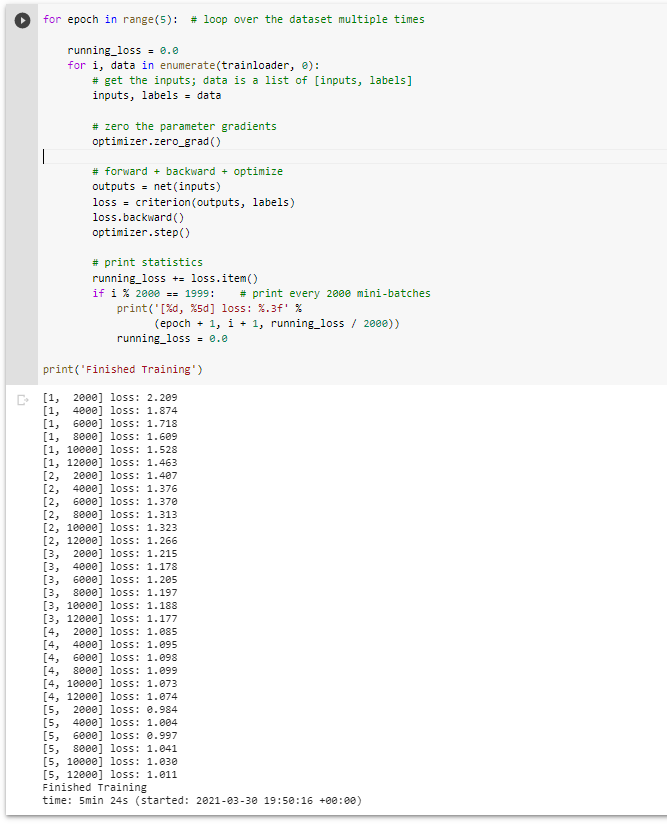 for epoch in range(5):  # loop over the dataset multiple times

    running_loss = 0.0
    for i, data in enumerate(trainloader, 0):
        # get the inputs; data is a list of [inputs, labels]
        inputs, labels = data

        # zero the parameter gradients
        optimizer.zero_grad()

        # forward + backward + optimize
        outputs = net(inputs)
        loss = criterion(outputs, labels)
        loss.backward()
        optimizer.step()

        # print statistics
        running_loss += loss.item()
        if i % 2000 == 1999:    # print every 2000 mini-batches
            print('[%d, %5d] loss: %.3f' %
                  (epoch + 1, i + 1, running_loss / 2000))
            running_loss = 0.0

print('Finished Training')
[1,  2000] loss: 2.209
[1,  4000] loss: 1.874
[1,  6000] loss: 1.718
[1,  8000] loss: 1.609
[1, 10000] loss: 1.528
[1, 12000] loss: 1.463
[2,  2000] loss: 1.407
[2,  4000] loss: 1.376
[2,  6000] loss: 1.370
[2,  8000] loss: 1.313
[2, 10000] loss: 1.323
[2, 12000] loss: 1.266
[3,  2000] loss: 1.215
[3,  4000] loss: 1.178
[3,  6000] loss: 1.205
[3,  8000] loss: 1.197
[3, 10000] loss: 1.188
[3, 12000] loss: 1.177
[4,  2000] loss: 1.085
[4,  4000] loss: 1.095
[4,  6000] loss: 1.098
[4,  8000] loss: 1.099
[4, 10000] loss: 1.073
[4, 12000] loss: 1.074
[5,  2000] loss: 0.984
[5,  4000] loss: 1.004
[5,  6000] loss: 0.997
[5,  8000] loss: 1.041
[5, 10000] loss: 1.030
[5, 12000] loss: 1.011
Finished Training
time: 5min 24s (started: 2021-03-30 19:50:16 +00:00)